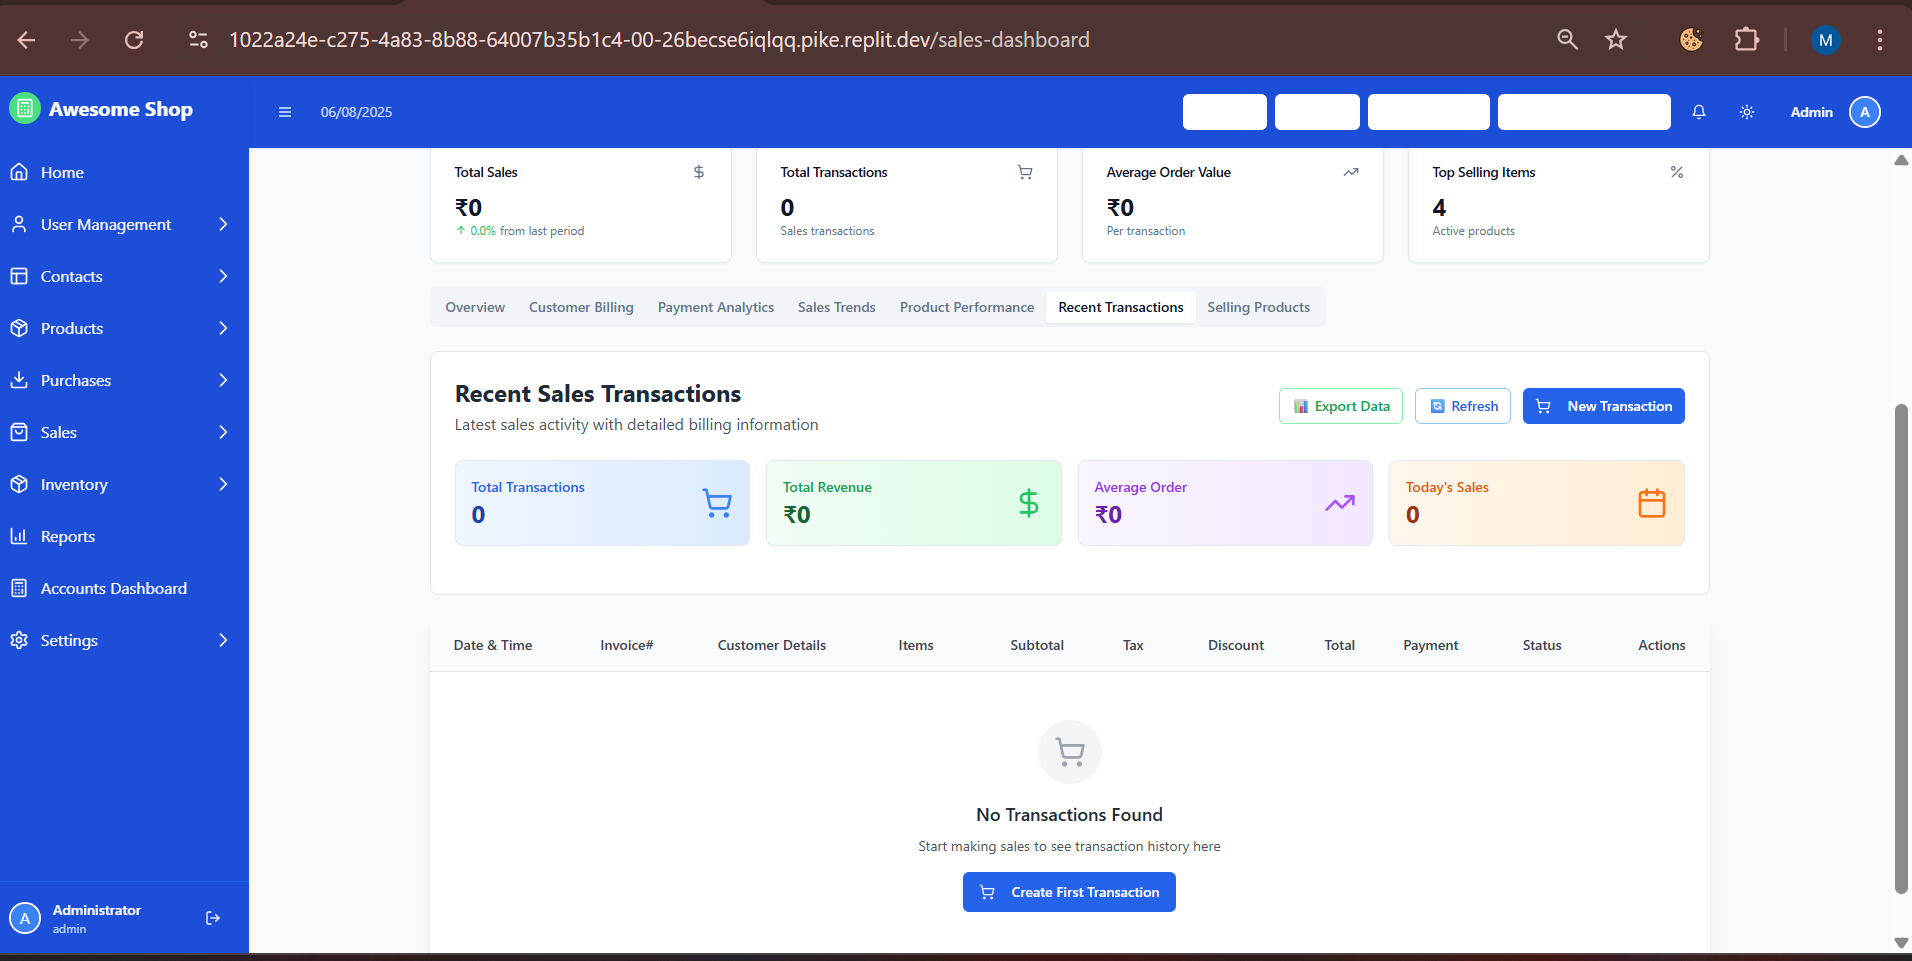 1022a24e-c275-4a83-8b88-64007b35b1c4-00-26becse6iqlqq.pike.replit.dev/sales-dashboard
M
Awesome Shop
06/08/2025
Admin
A
Home
User Management
Contacts
Products
Purchases
Sales
Inventory
Reports
Accounts Dashboard
Settings
A
Administrator
admin
Total Sales
$
₹0
↑ 0.0% from last period
Total Transactions
0
Sales transactions
Average Order Value
₹0
Per transaction
Top Selling Items
%
4
Active products
Overview Customer Billing Payment Analytics Sales Trends Product Performance Recent Transactions Selling Products
Recent Sales Transactions
Latest sales activity with detailed billing information
Export Data Refresh New Transaction
Total Transactions
0
Total Revenue
₹0
$
Average Order
₹0
Today's Sales
0
Date & Time Invoice# Customer Details Items Subtotal Tax Discount Total Payment Status Actions
No Transactions Found
Start making sales to see transaction history here
Create First Transaction